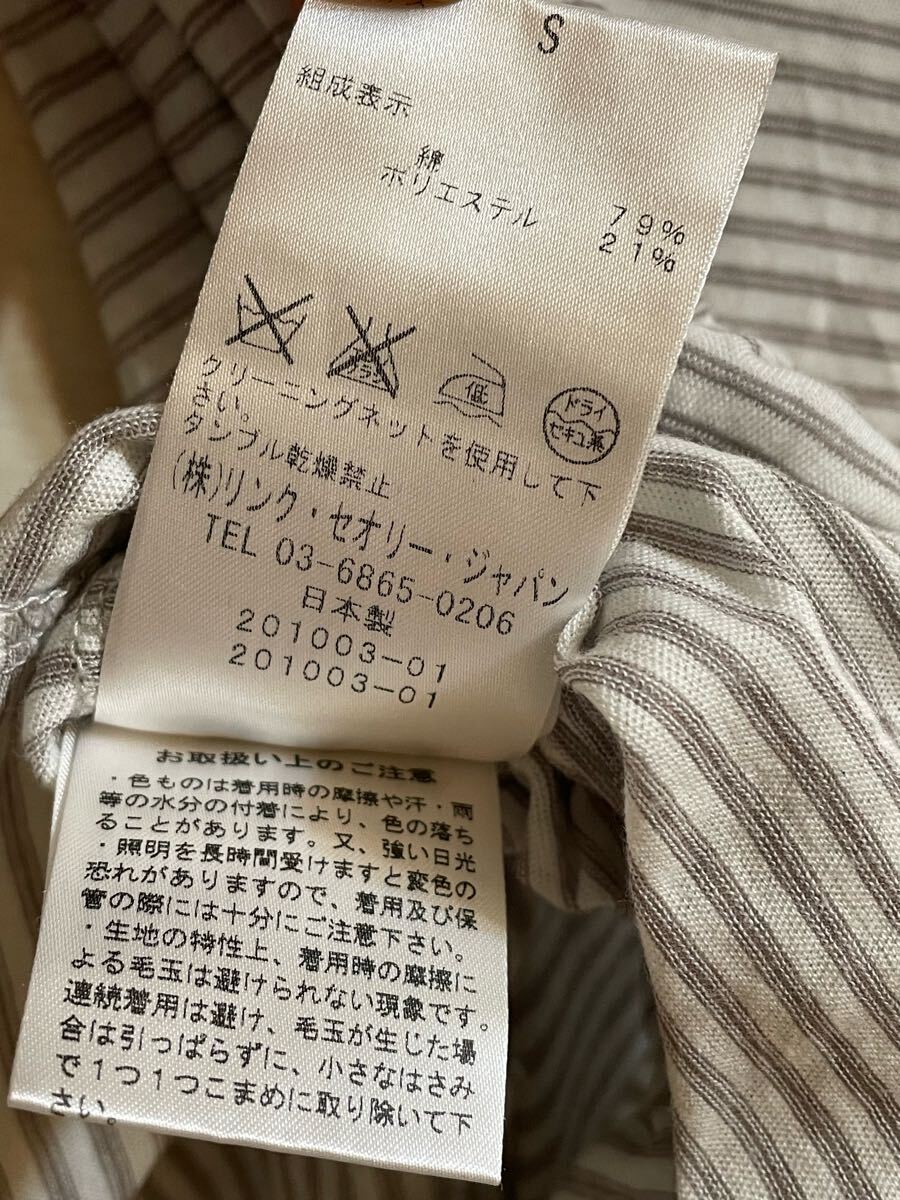 S
組成表示
綿 79%
ポリエステル 21%
エンソ
サラシ
低
ドライ
セキユ系
クリーニングネットを使用して下
さい。
タンブル乾燥禁止
(株)リンク・セオリー・ジャパン
TEL 03-6865-0206
日本製
201003-01
201003-01
お取扱い上のご注意
・色ものは着用時の摩擦や汗・雨
等の水分の付着により、色の落ち
ることがあります。又、強い日光
・照明を長時間受けますと変色の
恐れがありますので、着用及び保
管の際には十分にご注意下さい。
・生地の特性上、着用時の摩擦に
よる毛玉は避けられない現象です。
連続着用は避け、毛玉が生じた場
合は引っぱらずに、小さなはさみ
で1つ1つこまめに取り除いて下
さい。